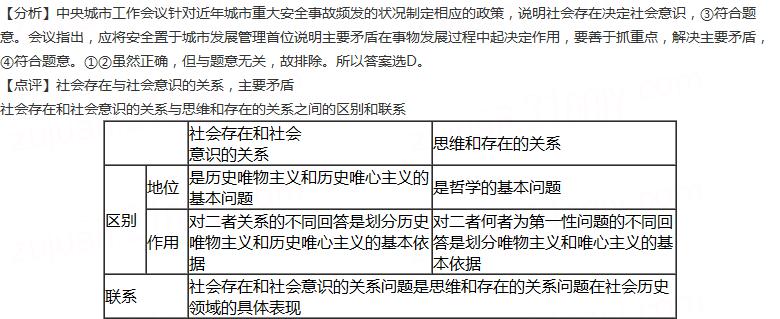 【分析】中央城市工作会议针对近年城市重大安全事故频发的状况制定相应的政策，说明社会存在决定社会意识，③符合题
意。会议指出，应将安全置于城市发展管理首位说明主要矛盾在事物发展过程中起决定作用，要善于抓重点，解决主要矛盾，
④符合题意。①②虽然正确，但与题意无关，故排除。所以答案选D。
【点评】社会存在与社会意识的关系，主要矛盾
社会存在和社会意识的关系与思维和存在的关系之间的区别和联系
社会存在和社会
意识的关系
思维和存在的关系
区别
地位
是历史唯物主义和历史唯心主义的
基本问题
是哲学的基本问题
作用
对二者关系的不同回答是划分历史
唯物主义和历史唯心主义的基本依
据
对二者何者为第一性问题的不同回
答是划分唯物主义和唯心主义的基
本依据
联系
社会存在和社会意识的关系问题是思维和存在的关系问题在社会历史
领域的具体表现